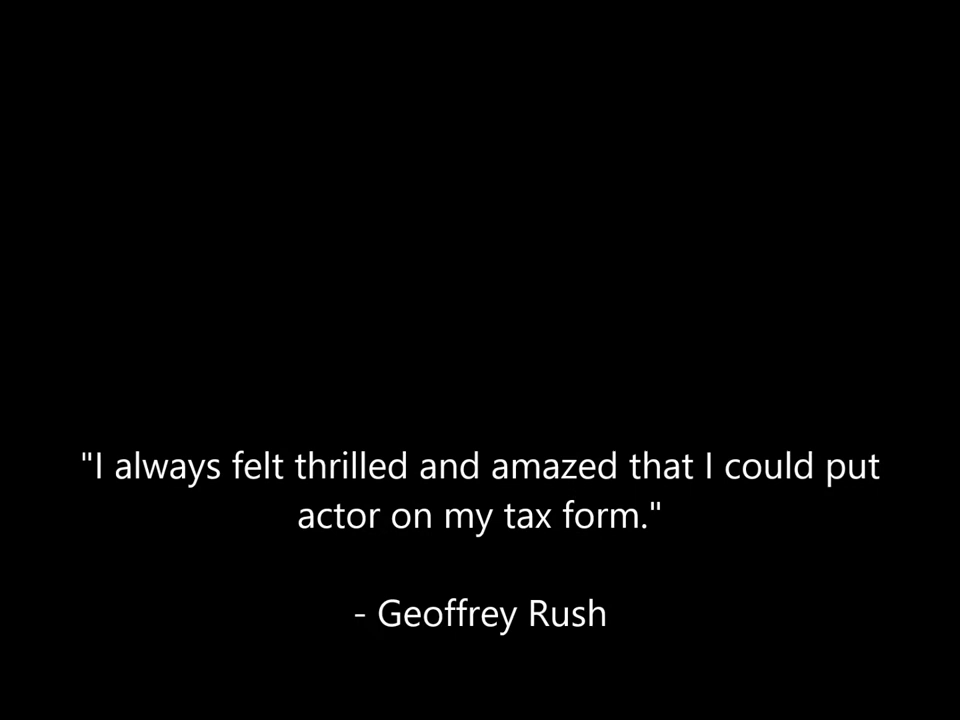 "I always felt thrilled and amazed that I could put
actor on my tax form."
- Geoffrey Rush